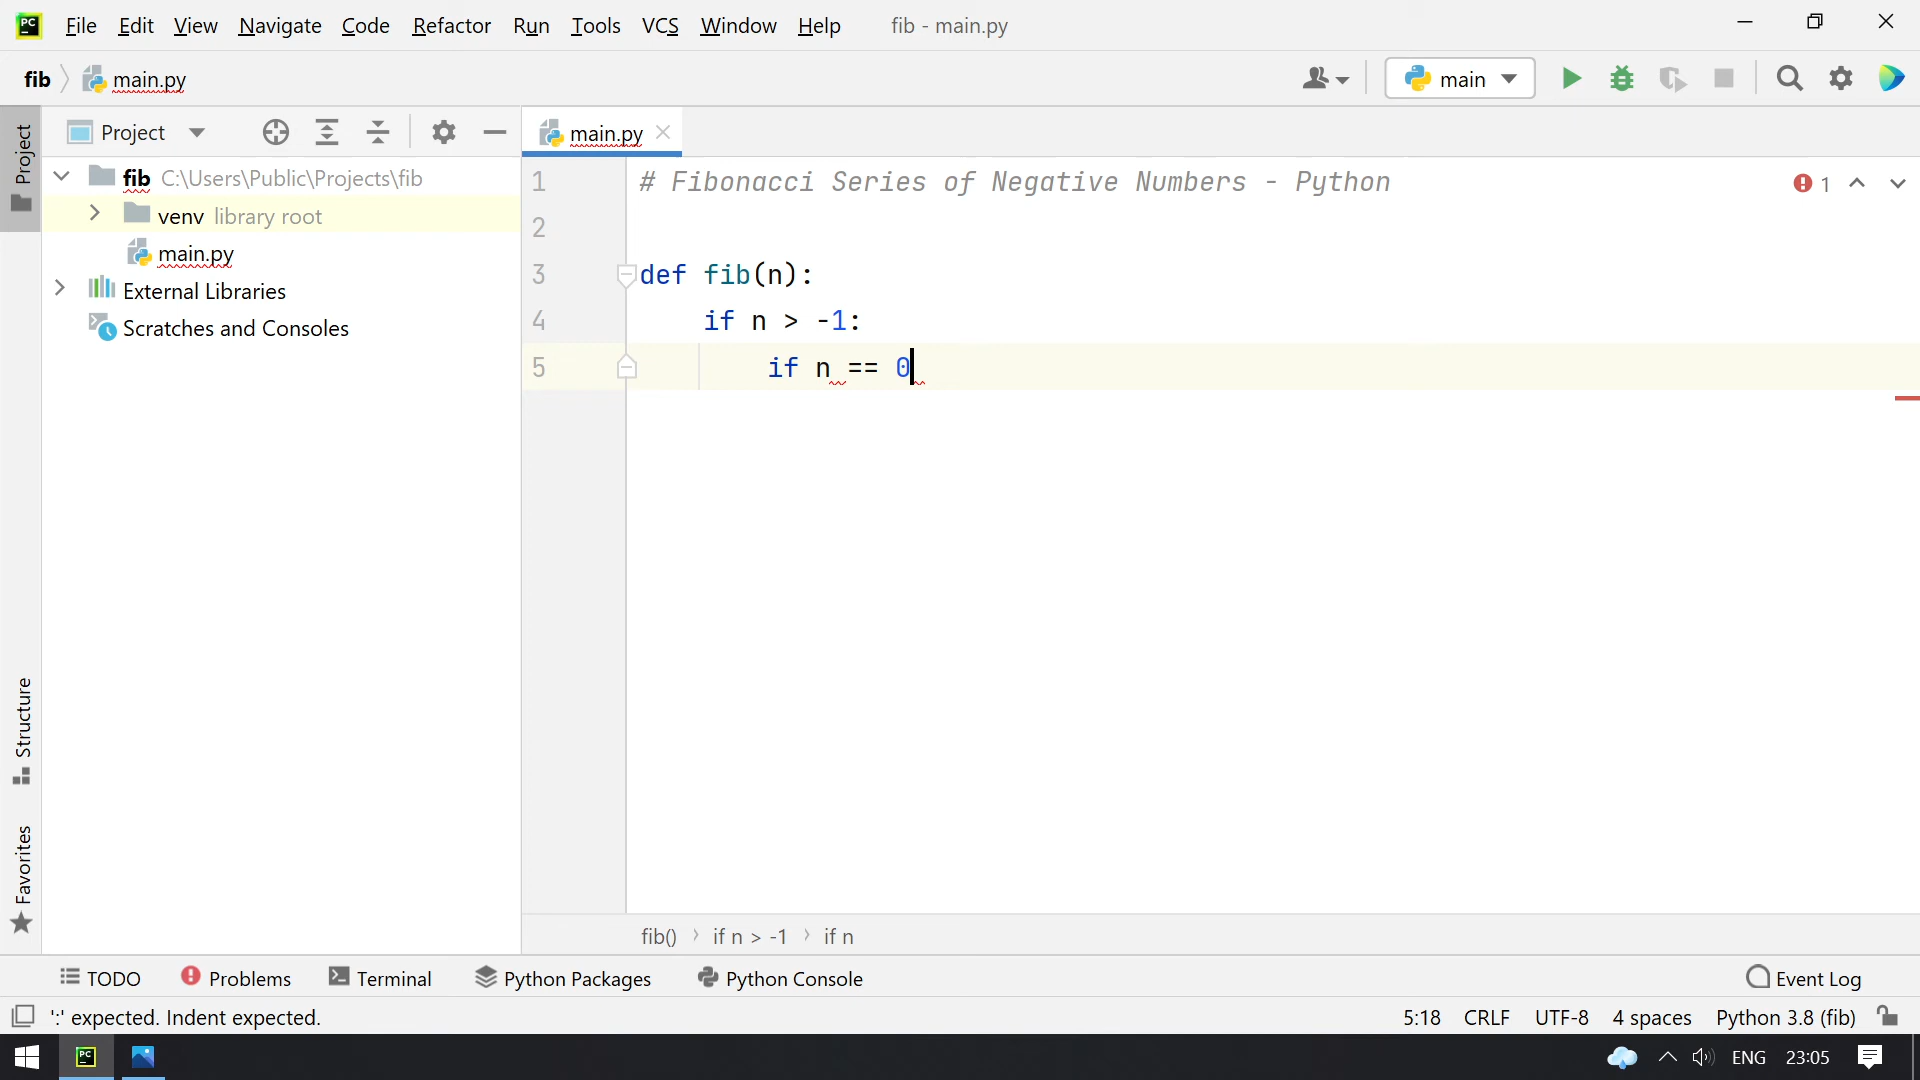 PC File Edit View Navigate Code Refactor Run Tools VCS Window Help fib - main.py
fib main.py main
Project Project main.py
fib C:\Users\Public\Projects\fib
venv library root
main.py
External Libraries
Scratches and Consoles
1 # Fibonacci Series of Negative Numbers - Python 1
2
3 def fib(n):
4 if n > -1:
5 if n == 0
Structure
Favorites
fib() if n > -1 if n
TODO Problems Terminal Python Packages Python Console Event Log
':' expected. Indent expected. 5:18 CRLF UTF-8 4 spaces Python 3.8 (fib)
PC ENG 23:05